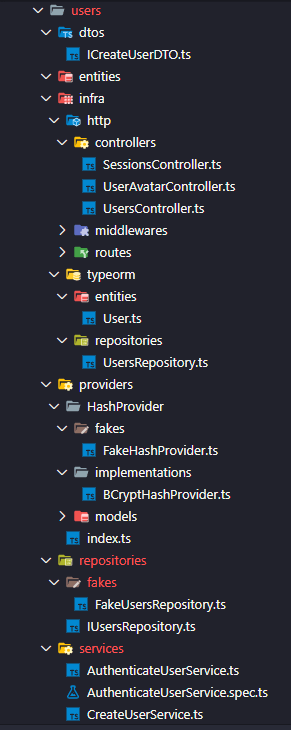 users
dtos
ICreateUserDTO.ts
entities
infra
http
controllers
SessionsController.ts
UserAvatarController.ts
UsersController.ts
middlewares
routes
typeorm
entities
User.ts
repositories
UsersRepository.ts
providers
HashProvider
fakes
FakeHashProvider.ts
implementations
BCryptHashProvider.ts
models
index.ts
repositories
fakes
FakeUsersRepository.ts
IUsersRepository.ts
services
AuthenticateUserService.ts
AuthenticateUserService.spec.ts
CreateUserService.ts